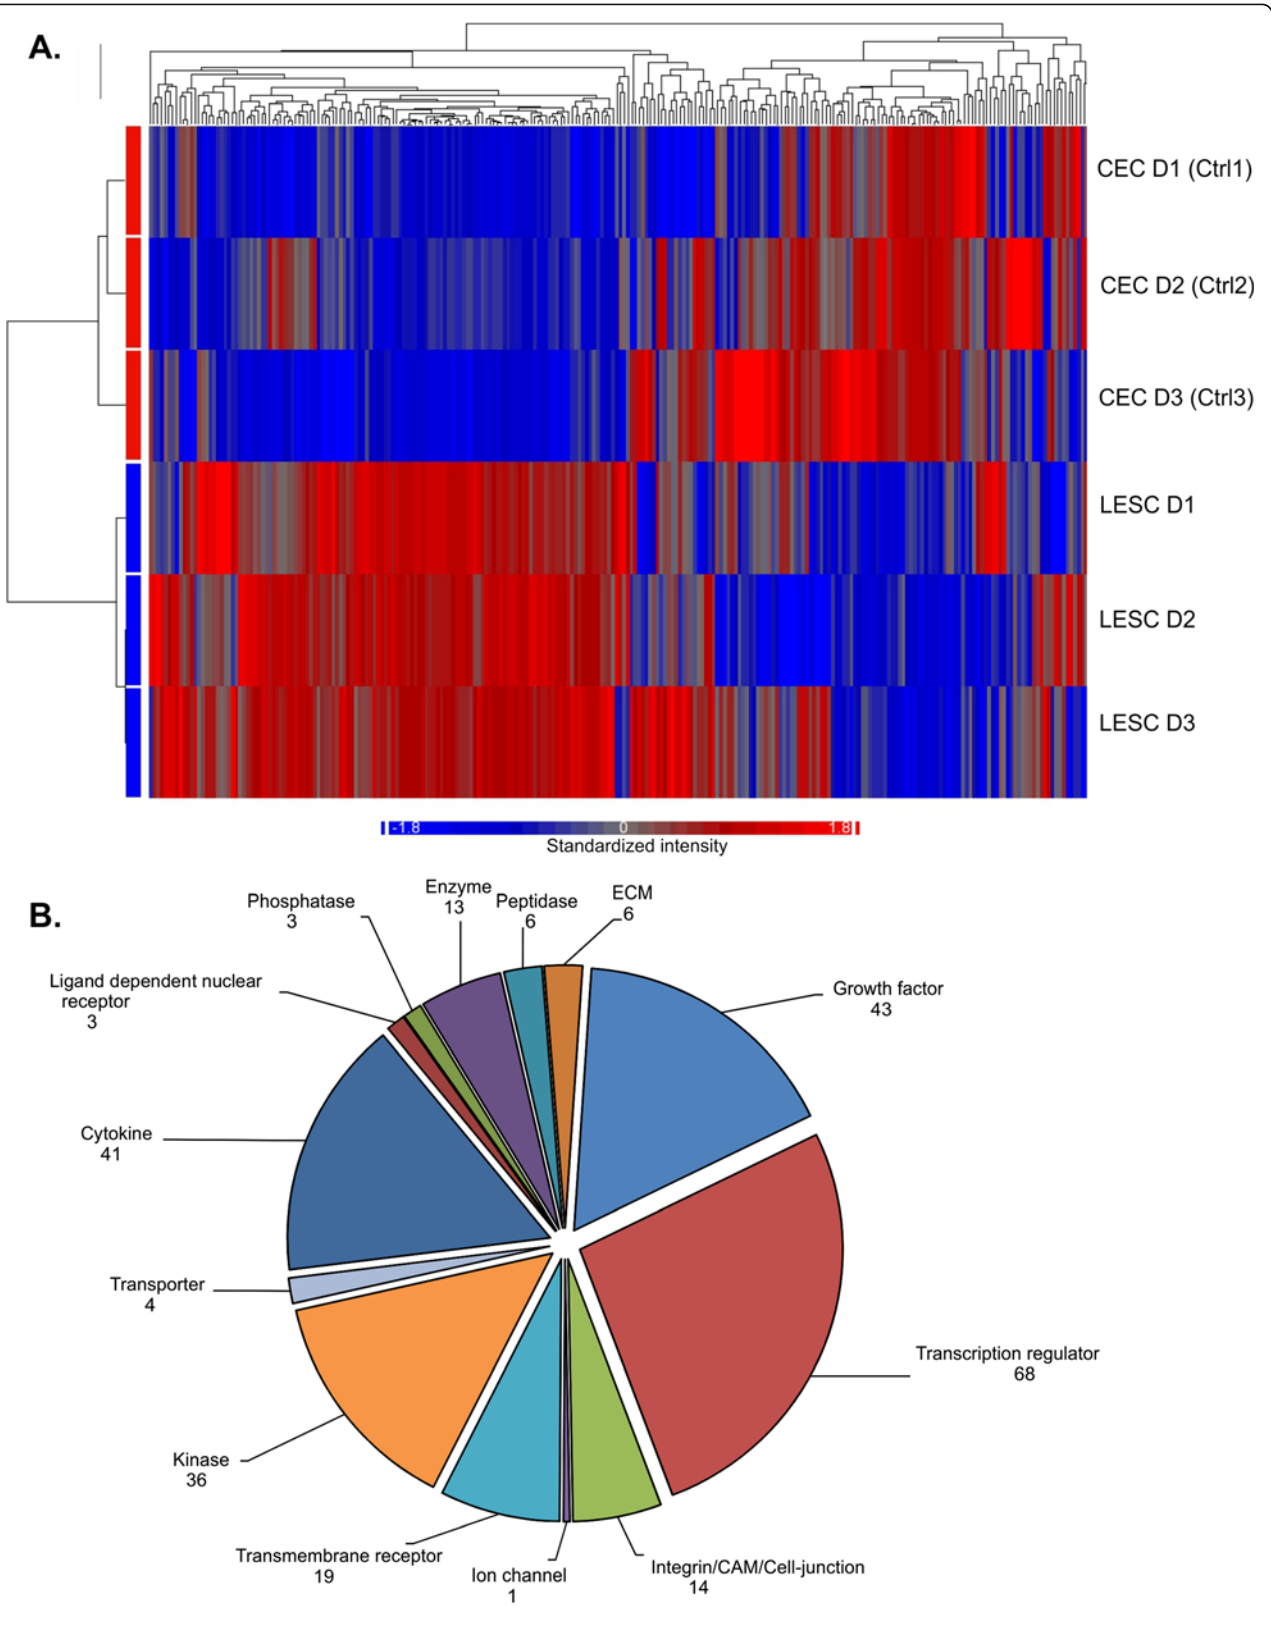 A.
CEC D1 (Ctrl1)
CEC D2 (Ctrl2)
CEC D3 (Ctrl3)
LESC D1
LESC D2
LESC D3
-1.8 0 1.8
Standardized intensity
B.
Enzyme
13
Peptidase
6
ECM
6
Phosphatase
3
Ligand dependent nuclear
receptor
3
Growth factor
43
Cytokine
41
Transporter
4
Transcription regulator
68
Kinase
36
Transmembrane receptor
19
Ion channel
1
Integrin/CAM/Cell-junction
14